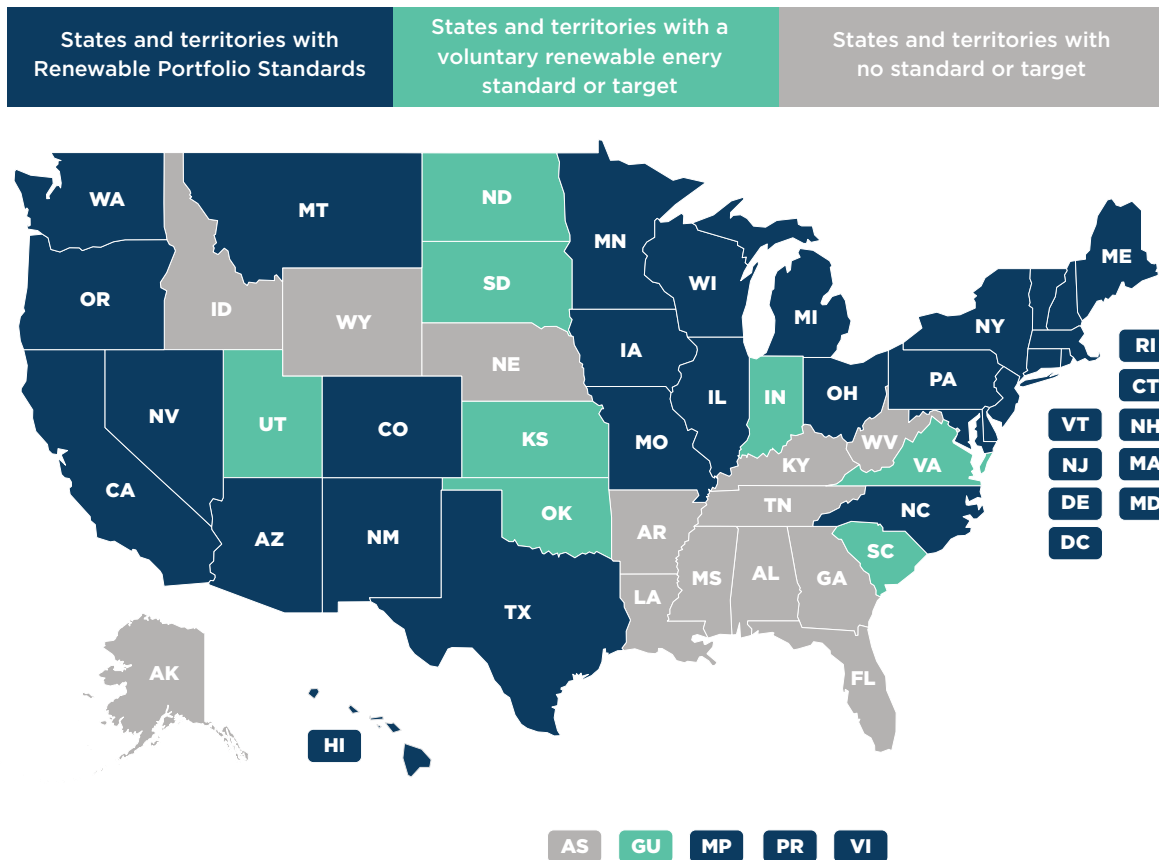 States and territories with
Renewable Portfolio Standards
States and territories with a
voluntary renewable enery
standard or target
States and territories with
no standard or target
WA
MT
ND
MN
ME
OR
ID
SD
WI
WY
MI
NY
NE
IA
RI
PA
CT
NV
UT
CO
KS
MO
IL
IN
OH
WV
VA
KY
VT
NH
NJ
MA
CA
AZ
NM
OK
AR
TN
NC
DE
MD
SC
DC
TX
LA
MS
AL
GA
AK
FL
HI
AS
GU
MP
PR
VI